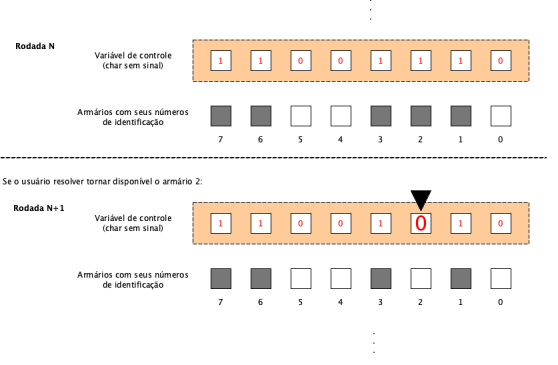 Rodada N
Variável de controle
(char sem sinal)
1 1 0 0 1 1 1 0
Armários com seus números
de identificação
7 6 5 4 3 2 1 0
Se o usuário resolver tornar disponível o armário 2:
Rodada N+1
Variável de controle
(char sem sinal)
1 1 0 0 1 0 1 0
Armários com seus números
de identificação
7 6 5 4 3 2 1 0